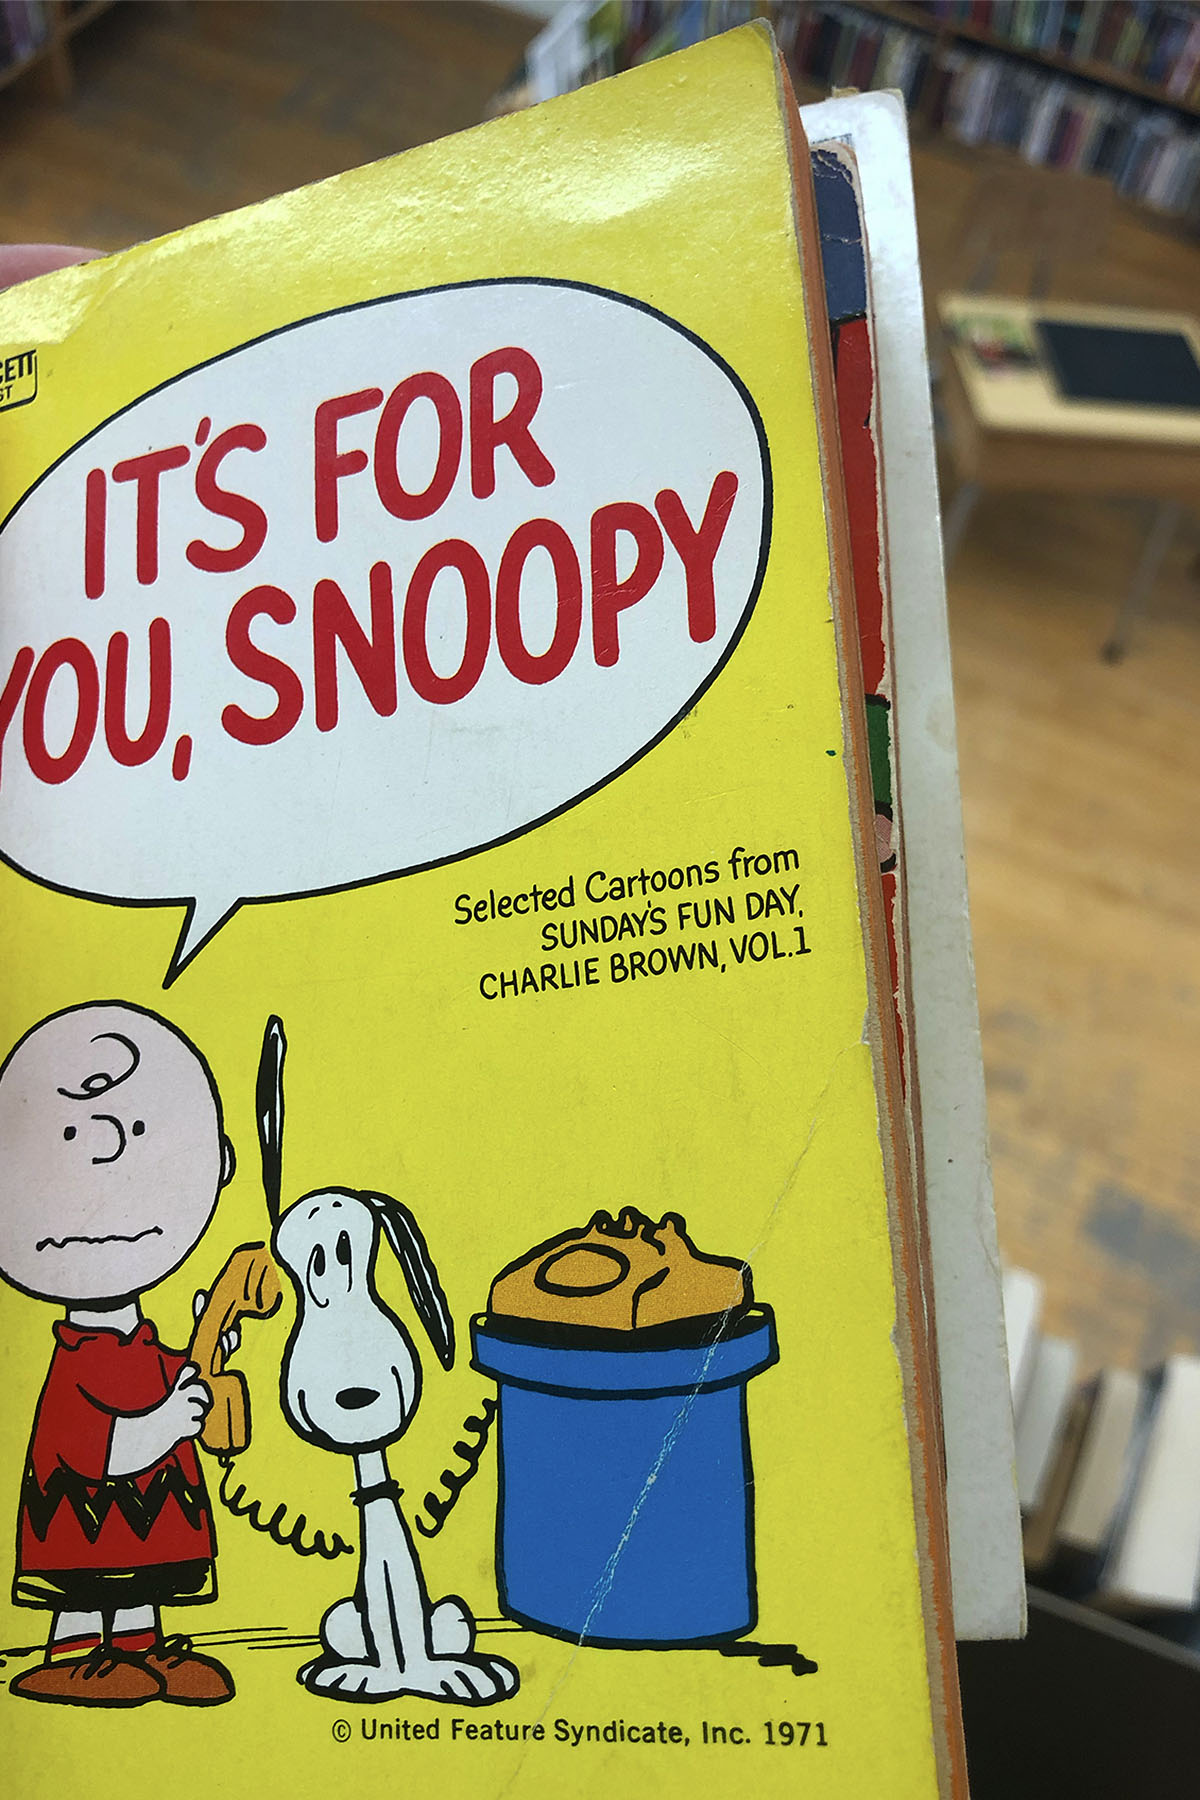 IT'S FOR
YOU, SNOOPY
Selected Cartoons from
SUNDAY'S FUN DAY,
CHARLIE BROWN, VOL.1
© United Feature Syndicate, Inc. 1971